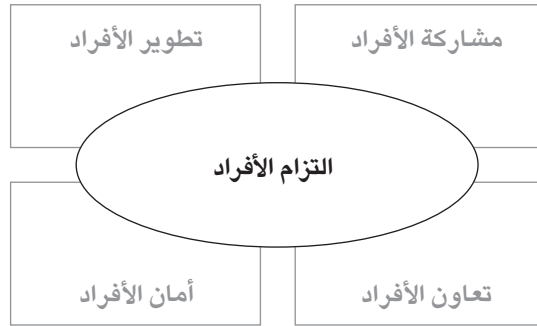 مشاركة الأفراد
تطوير الأفراد
التزام الأفراد
تعاون الأفراد
أمان الأفراد